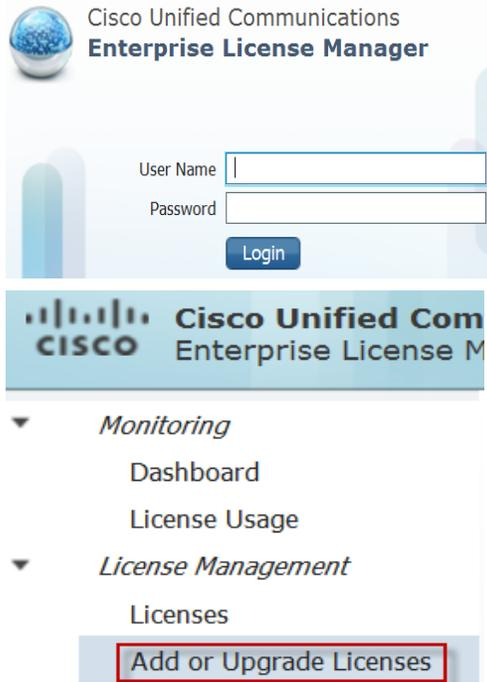 Cisco Unified Communications
Enterprise License Manager
User Name
Password
Login
CISCO
Cisco Unified Com
Enterprise License M
Monitoring
Dashboard
License Usage
License Management
Licenses
Add or Upgrade Licenses